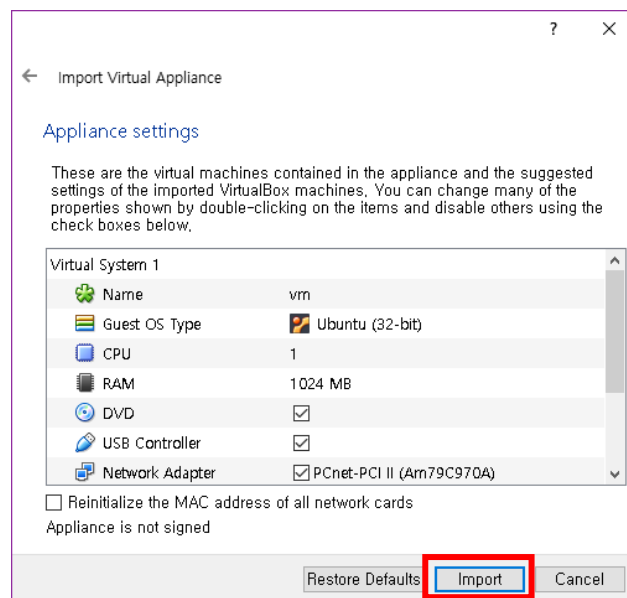 ?
Import Virtual Appliance
Appliance settings
These are the virtual machines contained in the appliance and the suggested
settings of the imported VirtualBox machines, You can change many of the
properties shown by double-clicking on the items and disable others using the
check boxes below,
Virtual System 1
Name vm
Guest OS Type Ubuntu (32-bit)
CPU 1
RAM 1024 MB
DVD
USB Controller
Network Adapter PCnet-PCI II (Am79C970A)
Reinitialize the MAC address of all network cards
Appliance is not signed
Restore Defaults Import Cancel